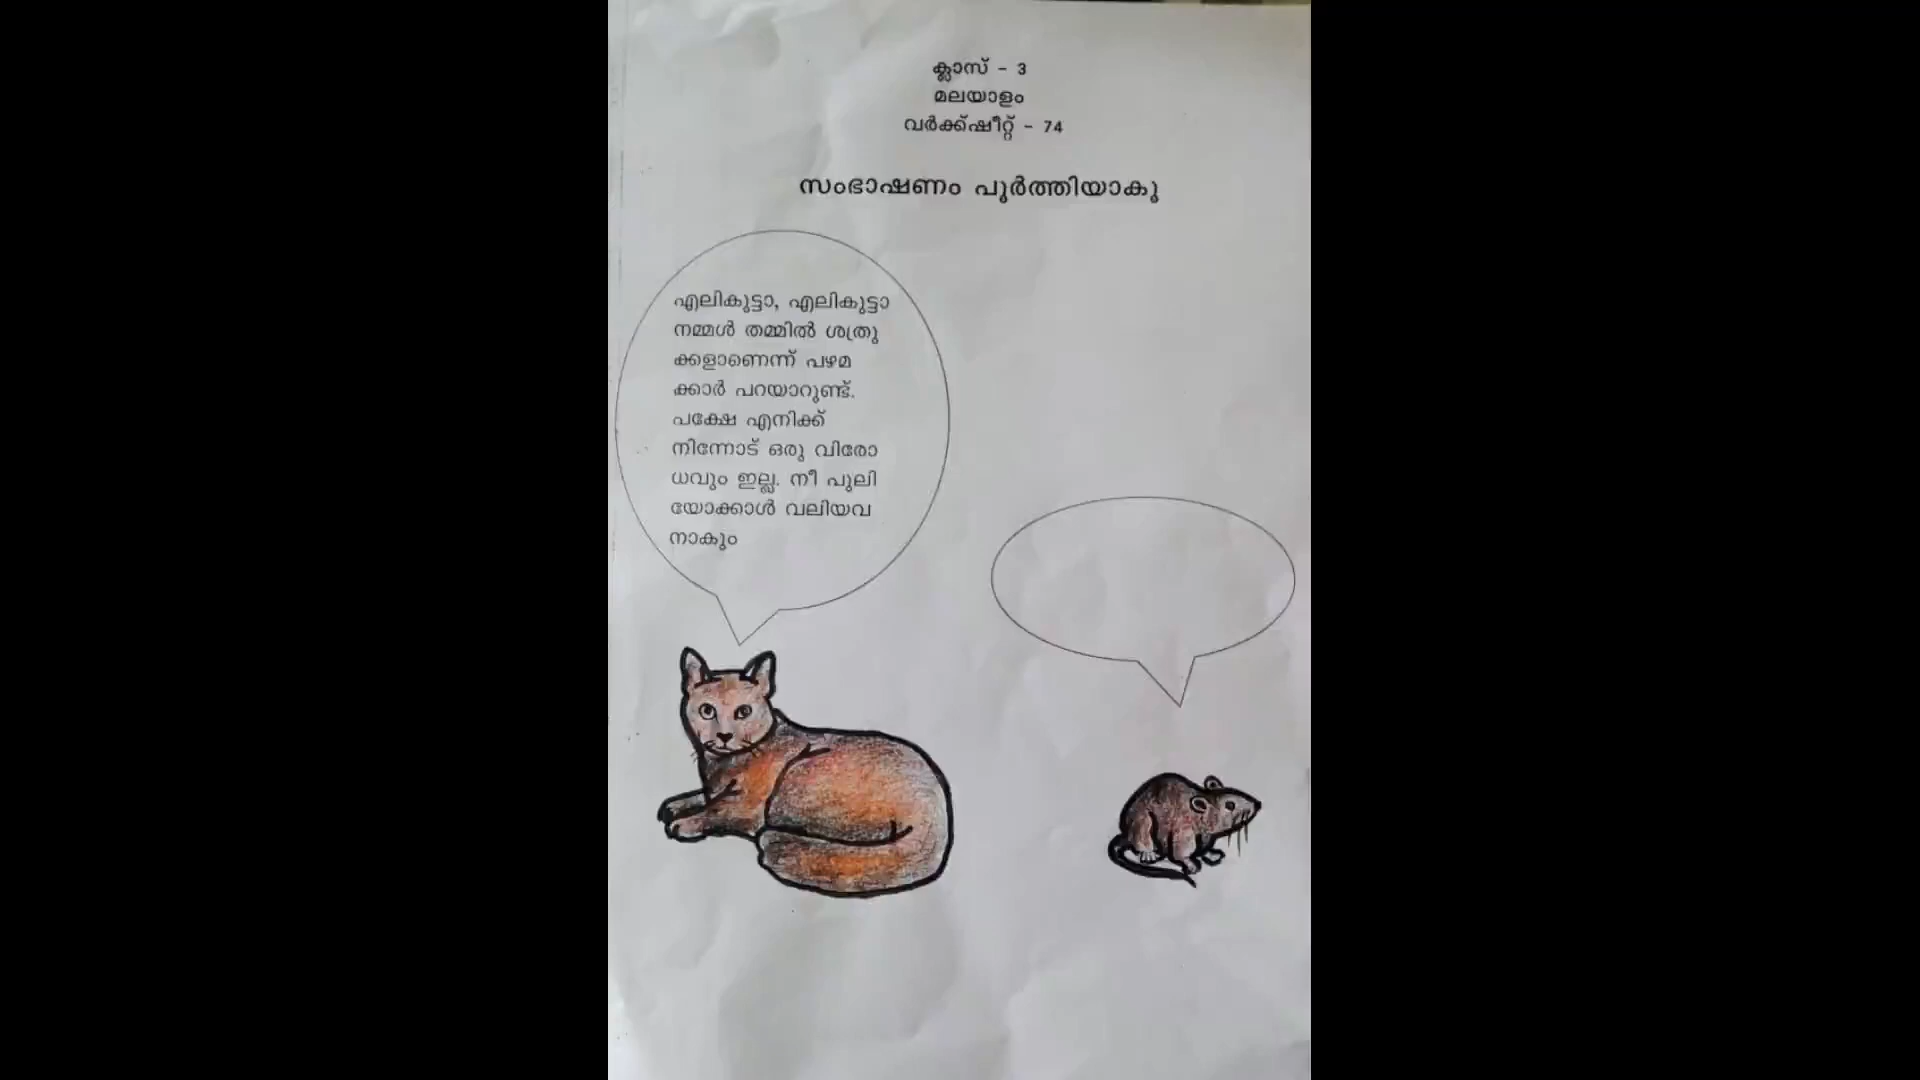 ക്ലാസ് - 3
മലയാളം
വർക്ക്ഷീറ്റ് - 74
സംഭാഷണം പൂർത്തിയാകൂ
എലികുട്ടാ, എലികുട്ടാ
നമ്മൾ തമ്മിൽ ശത്രു
ക്കളാണെന്ന് പഴമ
ക്കാർ പറയാറുണ്ട്.
പക്ഷേ എനിക്ക്
നിന്നോട് ഒരു വിരോ
ധവും ഇല്ല. നീ പുലി
യോക്കാൾ വലിയവ
നാകും